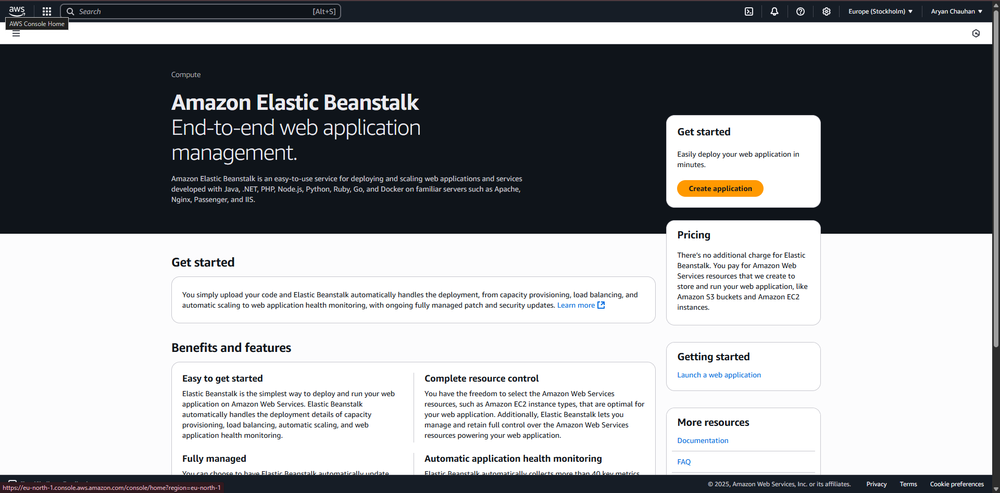 aws
Search
[Alt+S]
Europe (Stockholm)
Aryan Chauhan
AWS Console Home
Compute
Amazon Elastic Beanstalk
End-to-end web application
management.
Amazon Elastic Beanstalk is an easy-to-use service for deploying and scaling web applications and services
developed with Java, .NET, PHP, Node.js, Python, Ruby, Go, and Docker on familiar servers such as Apache,
Nginx, Passenger, and IIS.
Get started
Easily deploy your web application in
minutes.
Create application
Pricing
There's no additional charge for Elastic
Beanstalk. You pay for Amazon Web
Services resources that we create to
store and run your web application, like
Amazon S3 buckets and Amazon EC2
instances.
Get started
You simply upload your code and Elastic Beanstalk automatically handles the deployment, from capacity provisioning, load balancing, and
automatic scaling to web application health monitoring, with ongoing fully managed patch and security updates. Learn more
Benefits and features
Easy to get started
Elastic Beanstalk is the simplest way to deploy and run your web
application on Amazon Web Services. Elastic Beanstalk
automatically handles the deployment details of capacity
provisioning, load balancing, automatic scaling, and web
application health monitoring.
Complete resource control
You have the freedom to select the Amazon Web Services
resources, such as Amazon EC2 instance types, that are optimal for
your web application. Additionally, Elastic Beanstalk lets you
manage and retain full control over the Amazon Web Services
resources powering your web application.
Fully managed
You can choose to have Elastic Beanstalk automatically update
Automatic application health monitoring
Elastic Beanstalk automatically collects more than 40 key metrics
Getting started
Launch a web application
More resources
Documentation
FAQ
https://eu-north-1.console.aws.amazon.com/console/home?region=eu-north-1
© 2025, Amazon Web Services, Inc. or its affiliates.
Privacy
Terms
Cookie preferences